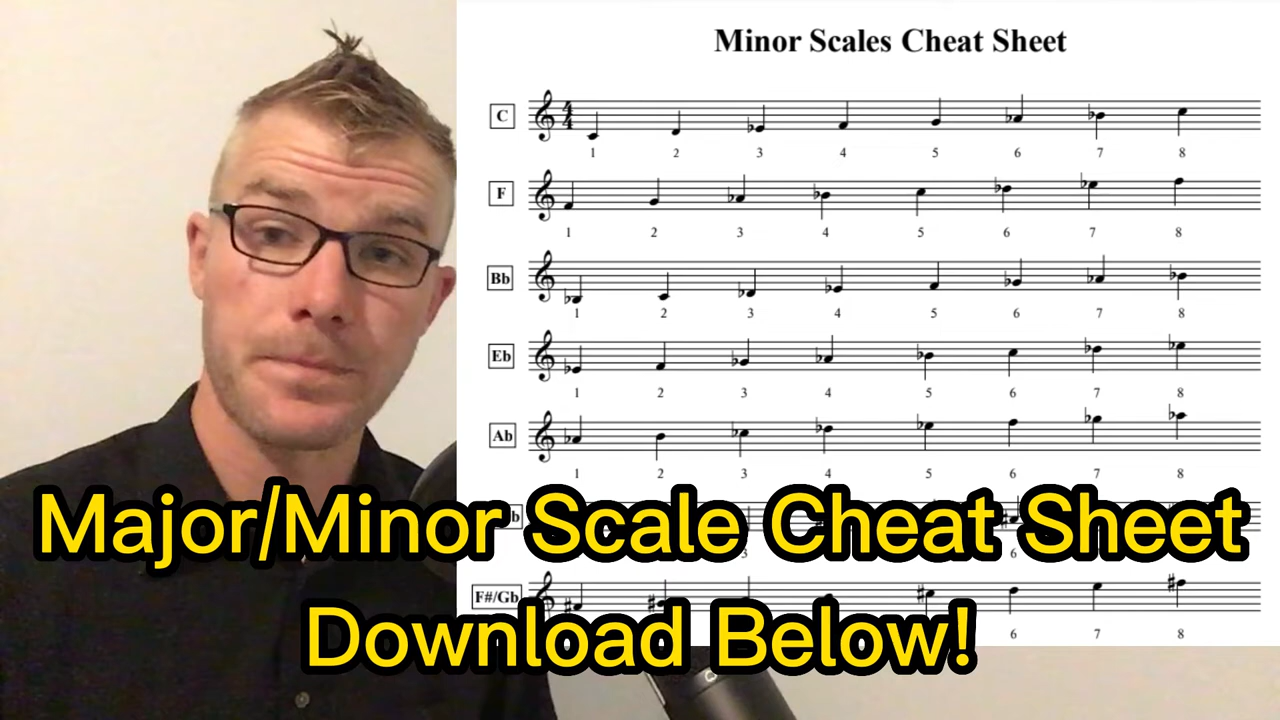 Minor Scales Cheat Sheet
C
1 2 3 4 5 6 7 8
F
1 2 3 4 5 6 7 8
Bb
1 2 3 4 5 6 7 8
Eb
1 2 3 4 5 6 7 8
Ab
1 2 3 4 5 6 7 8
Major/Minor Scale Cheat Sheet
3 6
F#/Gb
Download Below!
6 7 8